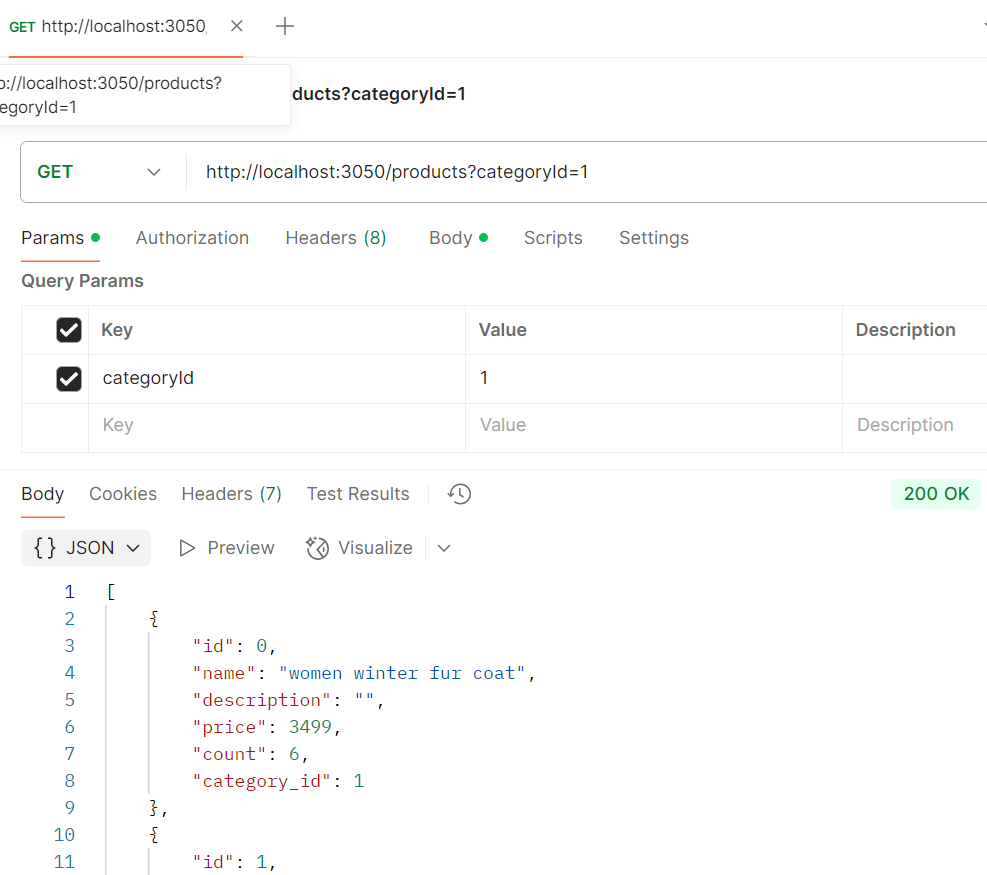 GET http://localhost:3050,
p://localhost:3050/products?
egoryId=1
ducts?categoryId=1
GET http://localhost:3050/products?categoryId=1
Params Authorization Headers (8) Body Scripts Settings
Query Params
Key Value Description
categoryId 1
Key Value Description
Body Cookies Headers (7) Test Results 200 OK
{} JSON Preview Visualize
1 [
2 {
3 "id": 0,
4 "name": "women winter fur coat",
5 "description": "",
6 "price": 3499,
7 "count": 6,
8 "category_id": 1
9 },
10 {
11 "id": 1,